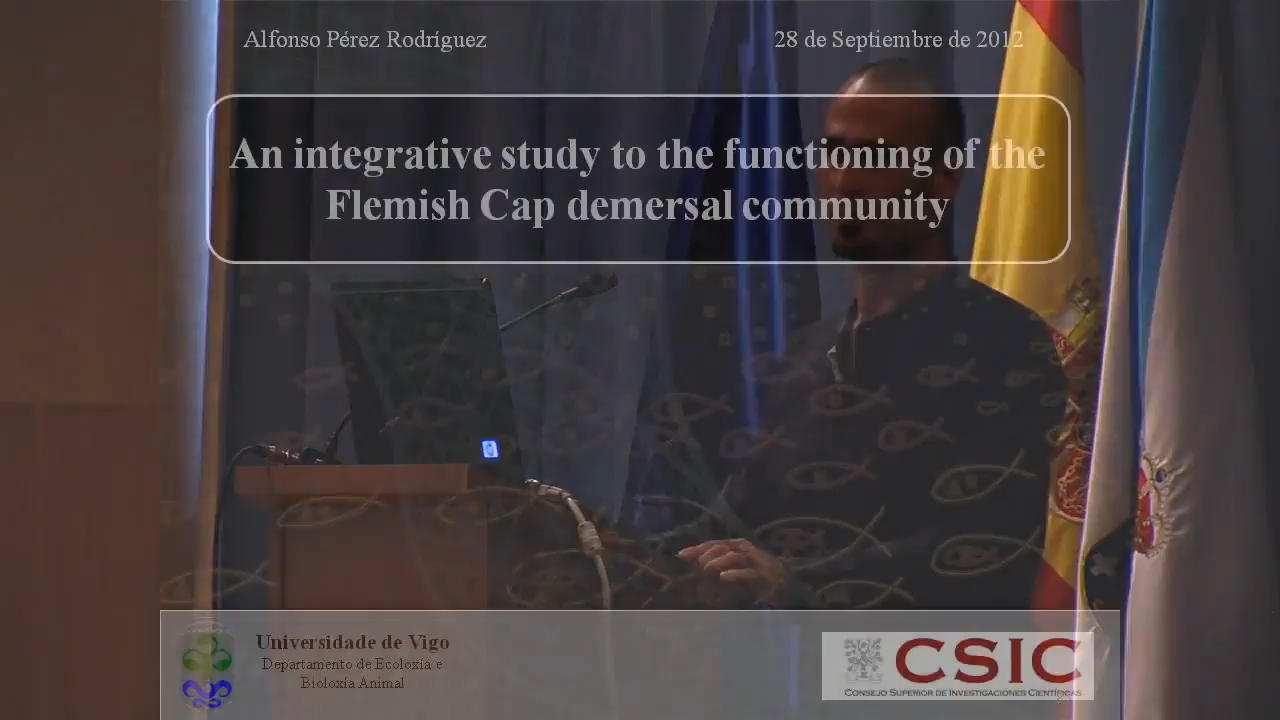 Alfonso Pérez Rodríguez
28 de Septiembre de 2012
An integrative study to the functioning of the
Flemish Cap demersal community
Universidade de Vigo
Departamento de Ecoloxía e
Bioloxía Animal
CSIC
Consejo Superior de Investigaciones Científicas